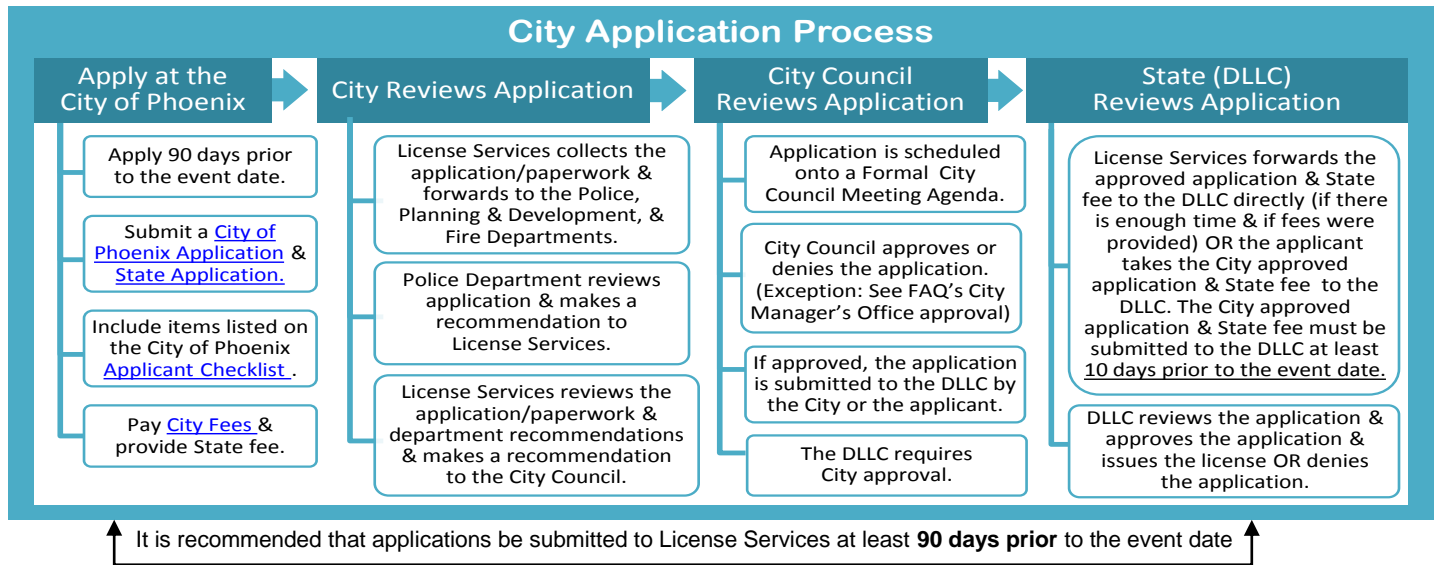 City Application Process
Apply at the
City of Phoenix
Apply 90 days prior
to the event date.
Submit a City of
Phoenix Application &
State Application.
Include items listed on
the City of Phoenix
Applicant Checklist .
Pay City Fees &
provide State fee.
City Reviews Application
License Services collects the
application/paperwork &
forwards to the Police,
Planning & Development, &
Fire Departments.
Police Department reviews
application & makes a
recommendation to
License Services.
License Services reviews the
application/paperwork &
department recommendations
& makes a recommendation
to the City Council.
City Council
Reviews Application
Application is scheduled
onto a Formal City
Council Meeting Agenda.
City Council approves or
denies the application.
(Exception: See FAQ's City
Manager's Office approval)
If approved, the application
is submitted to the DLLC by
the City or the applicant.
The DLLC requires
City approval.
State (DLLC)
Reviews Application
License Services forwards the
approved application & State
fee to the DLLC directly (if there
is enough time & if fees were
provided) OR the applicant
takes the City approved
application & State fee to the
DLLC. The City approved
application & State fee must be
submitted to the DLLC at least
10 days prior to the event date.
DLLC reviews the application &
approves the application &
issues the license OR denies
the application.
It is recommended that applications be submitted to License Services at least 90 days prior to the event date